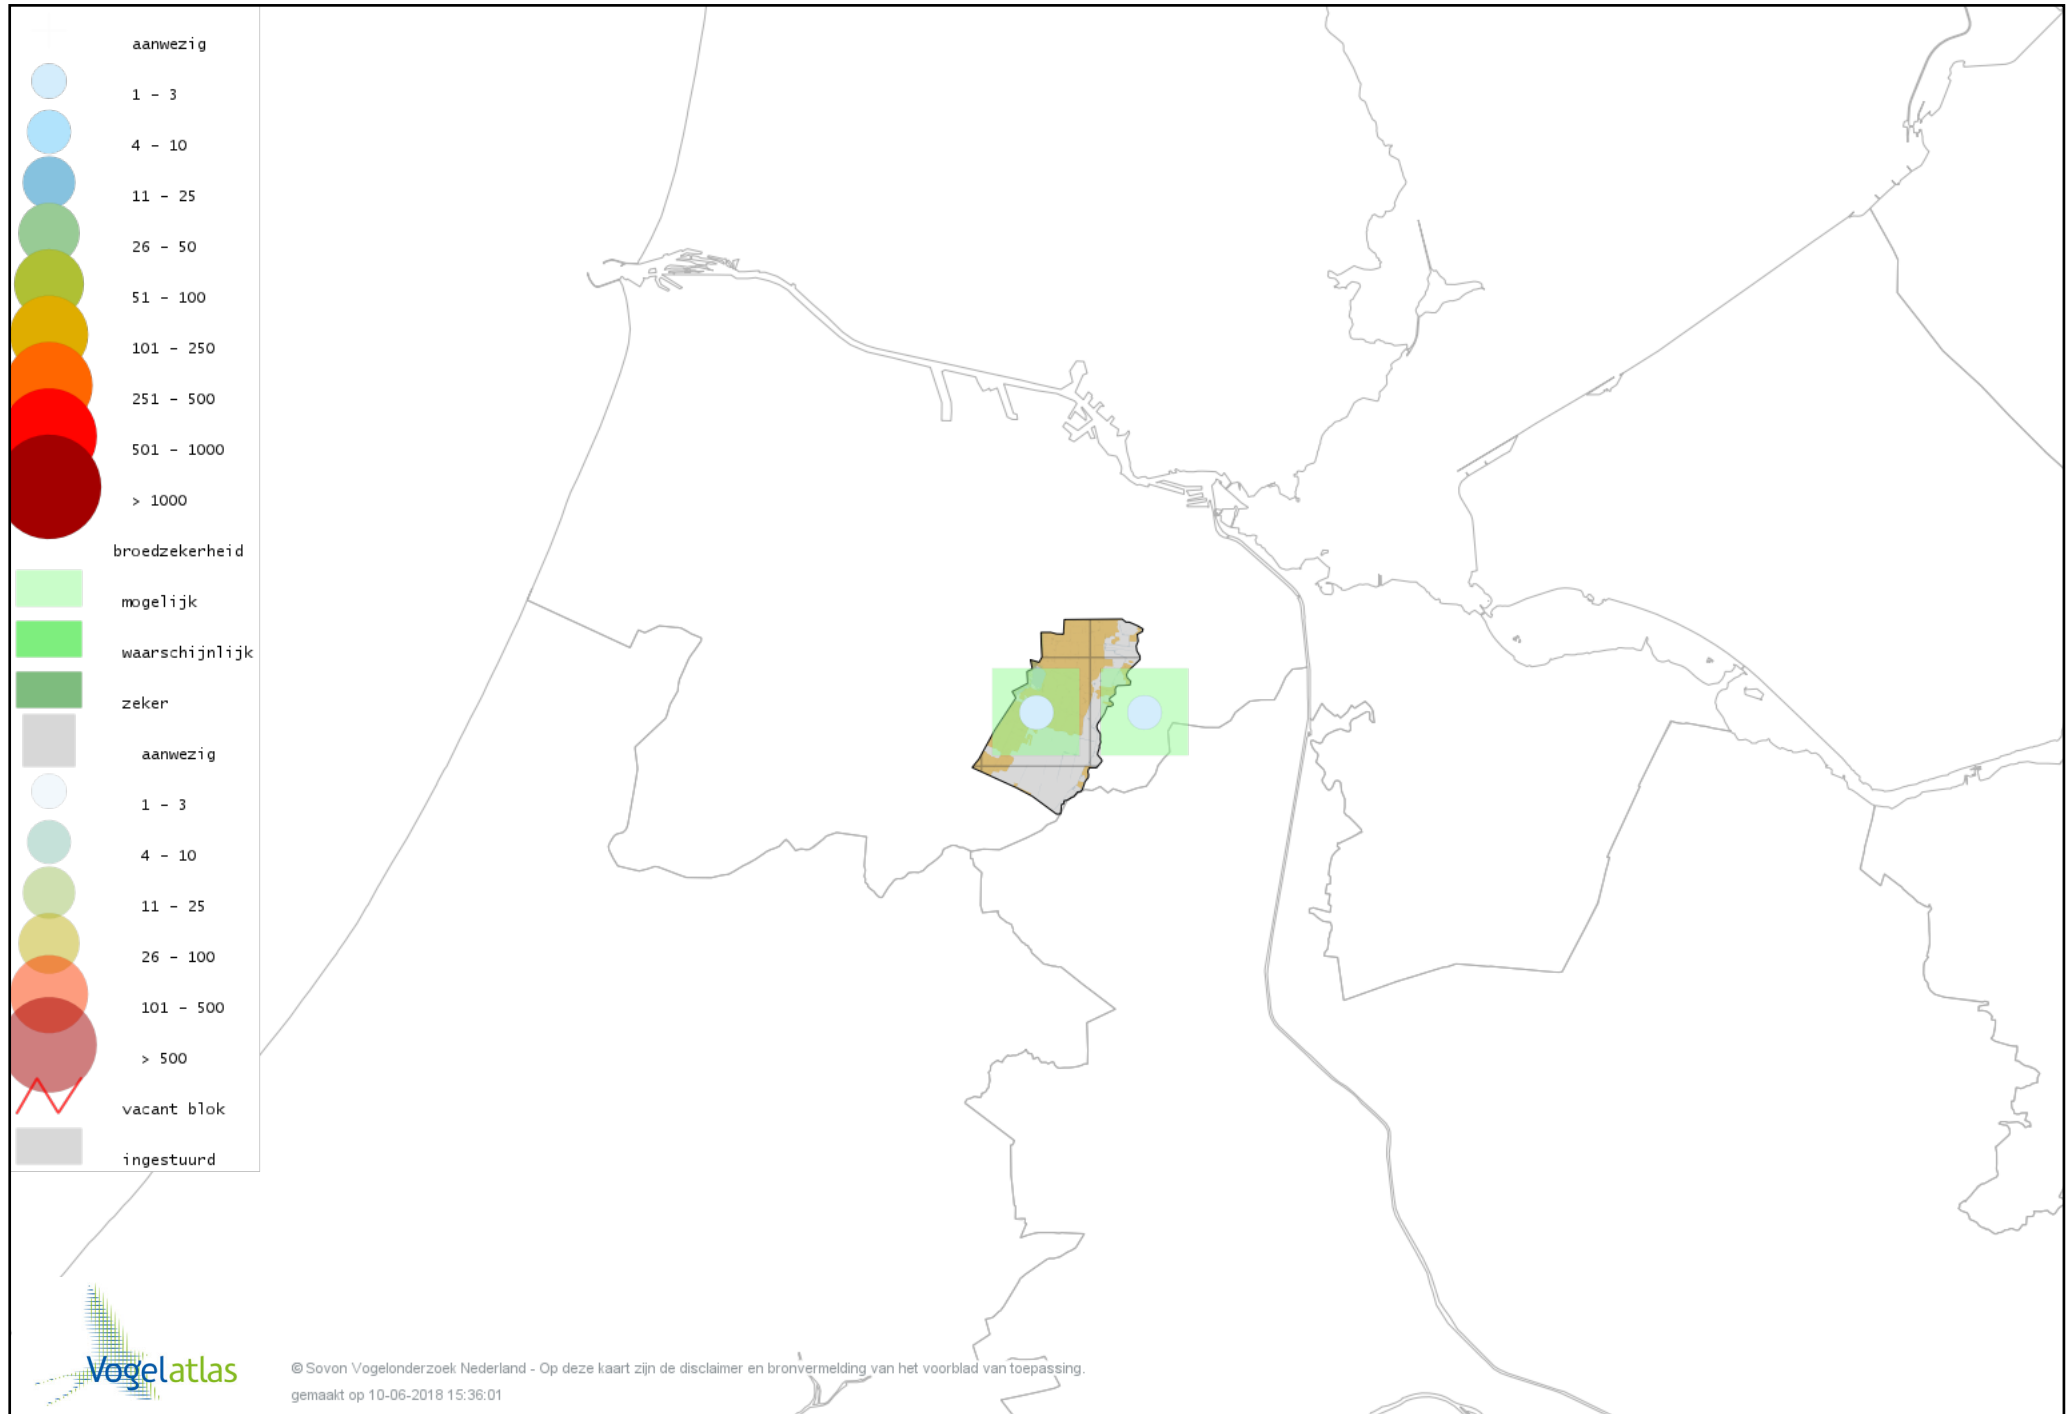 aanwezig
1 – 3
4 – 10
11 – 25
26 – 50
51 – 100
101 – 250
251 – 500
501 – 1000
> 1000
broedzekerheid
mogelijk
waarschijnlijk
zeker
aanwezig
1 – 3
4 – 10
11 – 25
26 – 100
101 – 500
> 500
vacant blok
ingestuurd
Vogelatlas
© Sovon Vogelonderzoek Nederland - Op deze kaart zijn de disclaimer en bronvermelding van het voorblad van toepassing.
gemaakt op 10-06-2018 15:36:01